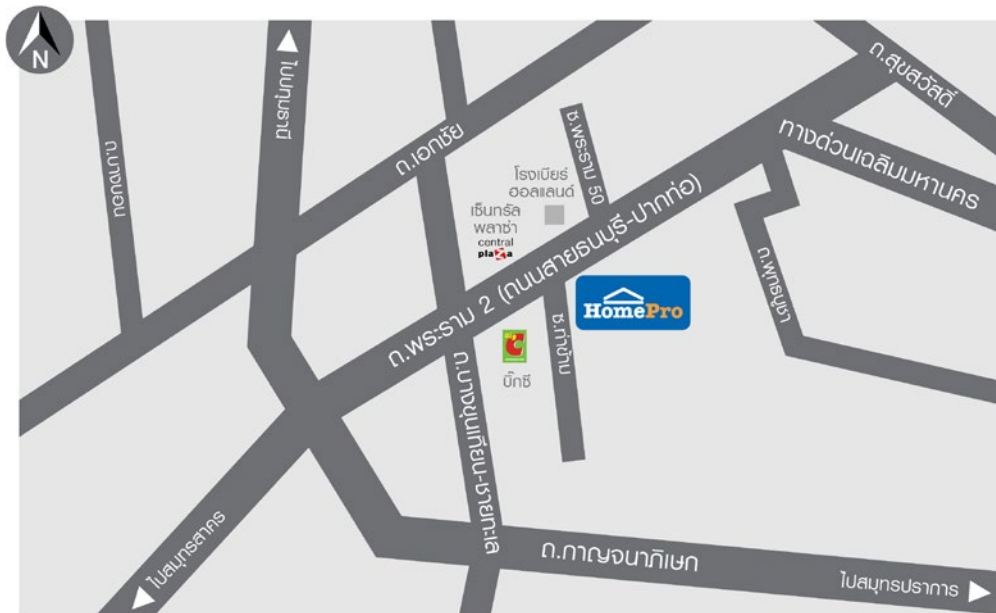 N
ถ.บางบอน
ไปปทุมธานี
ถ.เอกชัย
ถ.สุขสวัสดิ์
ทางด่วนเฉลิมมหานคร
ซ.พระราม 50
โรงเบียร์
ฮอลแลนด์
เซ็นทรัล
พลาซ่า
central
plaza
ถ.พระราม 2 (ถนนสายธนบุรี-ปากท่อ)
HomePro
ถ.พุทธบูชา
ซ.ท่าข้าม
บิ๊กซี
ถ.บางขุนเทียน-ชายทะเล
ไปสมุทรสาคร
ถ.กาญจนาภิเษก
ไปสมุทรปราการ